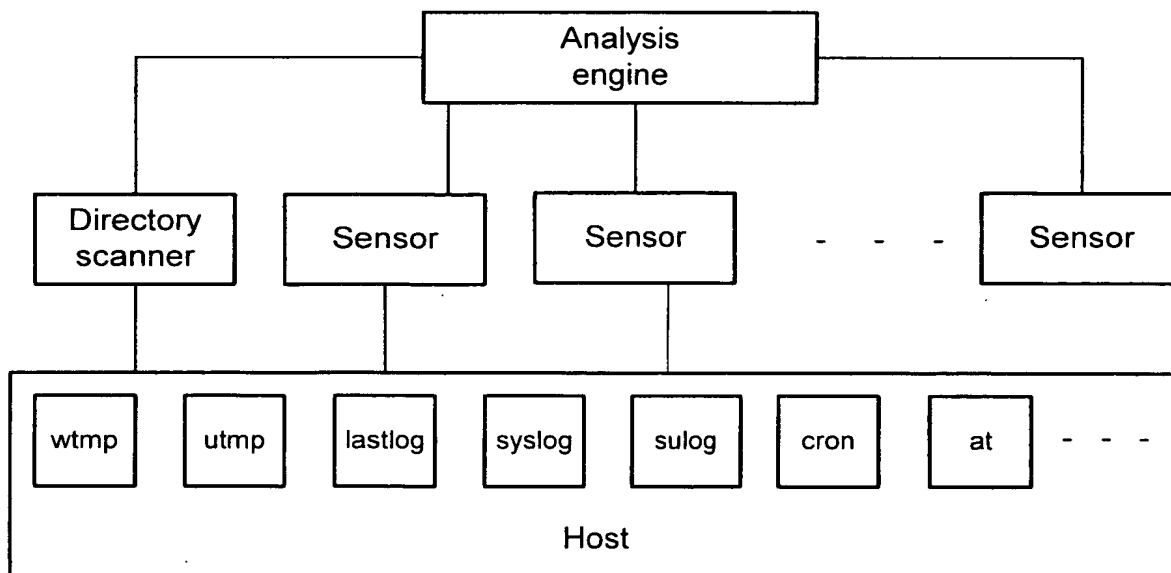 Analysis
engine
Directory
scanner
Sensor
Sensor
- - -
Sensor
wtmp
utmp
lastlog
syslog
sulog
cron
at
- - - -
Host